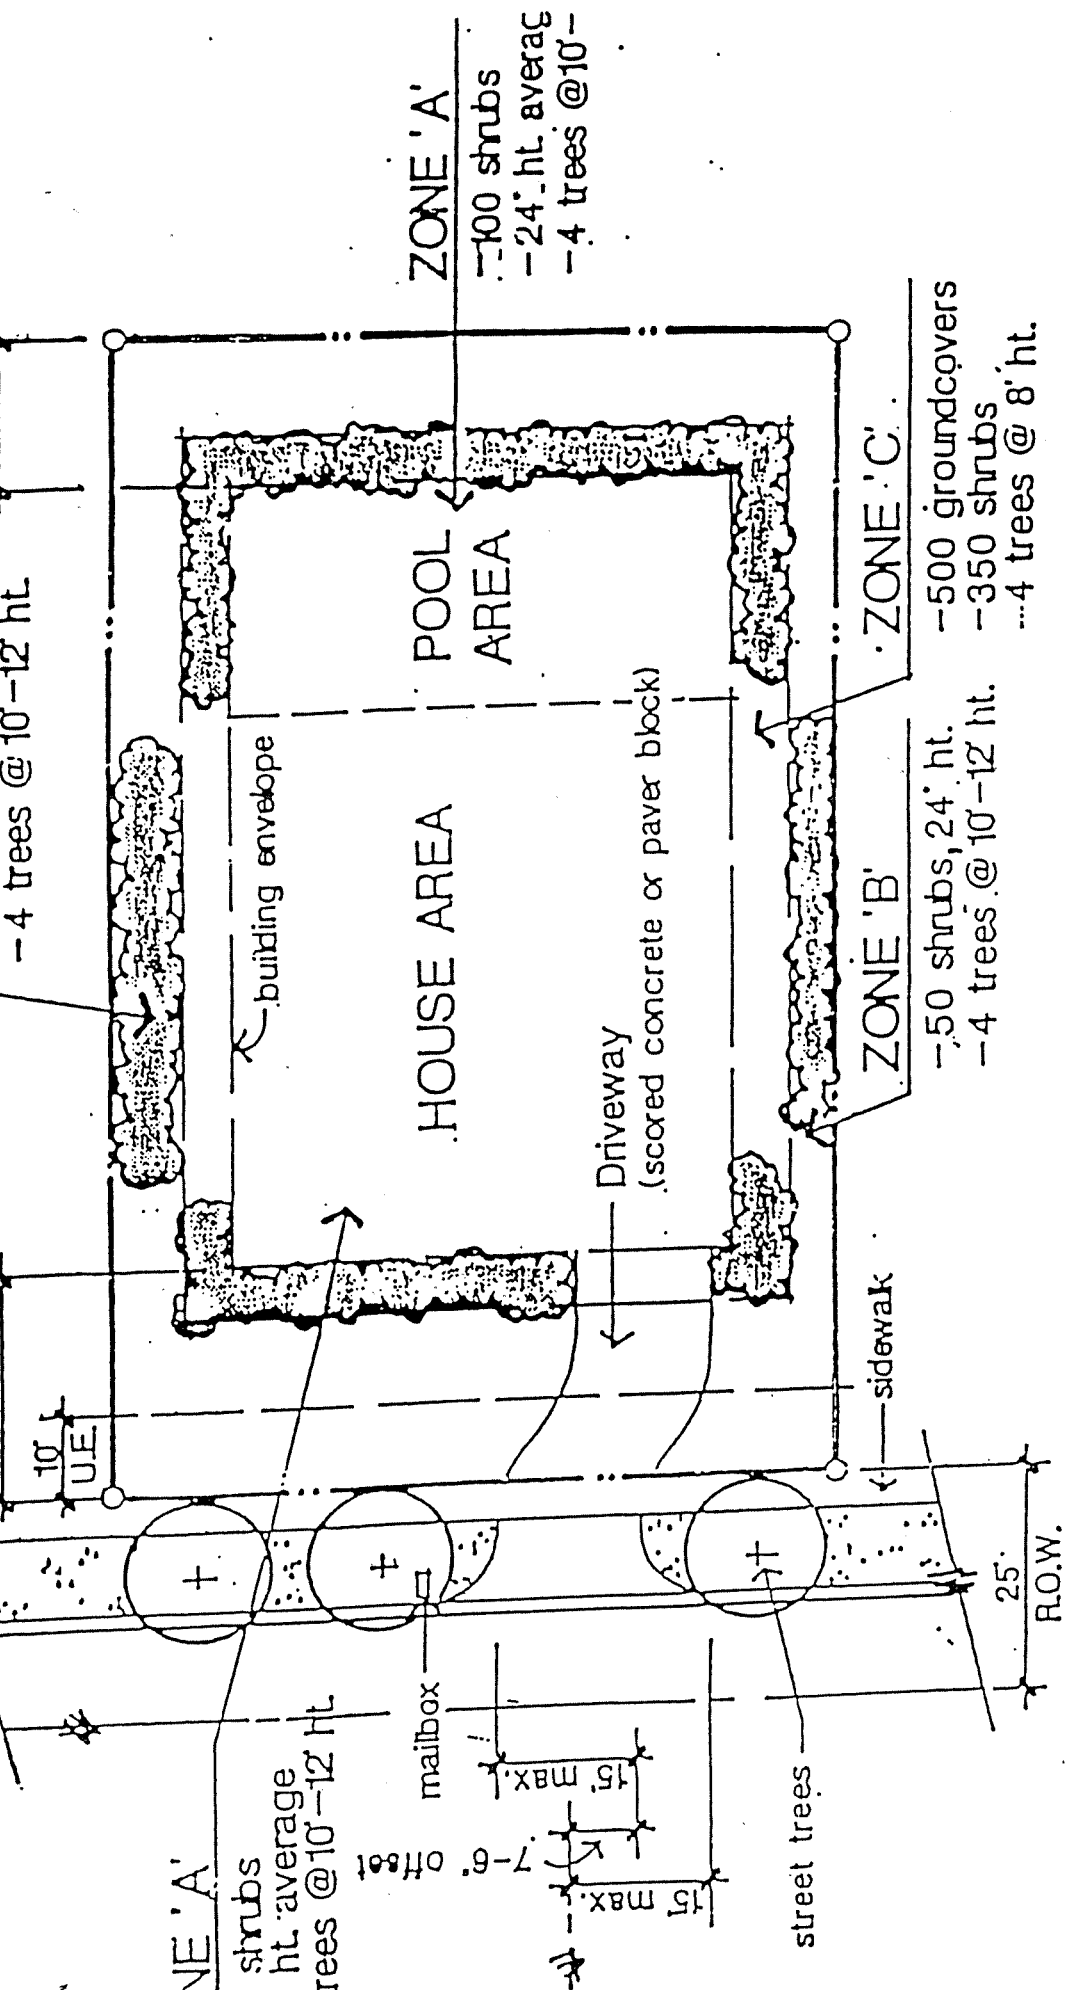 ZONE 'A'
-100 shrubs
-24" ht. averag
-4 trees @10'-
-4 trees @ 10'-12' ht.
POOL
AREA
building envelope
HOUSE AREA
Driveway
(scored concrete or paver block)
ZONE 'C'
-500 groundcovers
-350 shrubs
-4 trees @ 8' ht.
ZONE 'B'
-50 shrubs, 24" ht.
-4 trees @ 10'-12' ht.
10'
U.E.
sidewalk
25'
R.O.W.
mailbox
15' max.
7'-6" offset
15' max.
street trees
NE 'A'
shrubs
ht. average
rees @10'-12' ht.